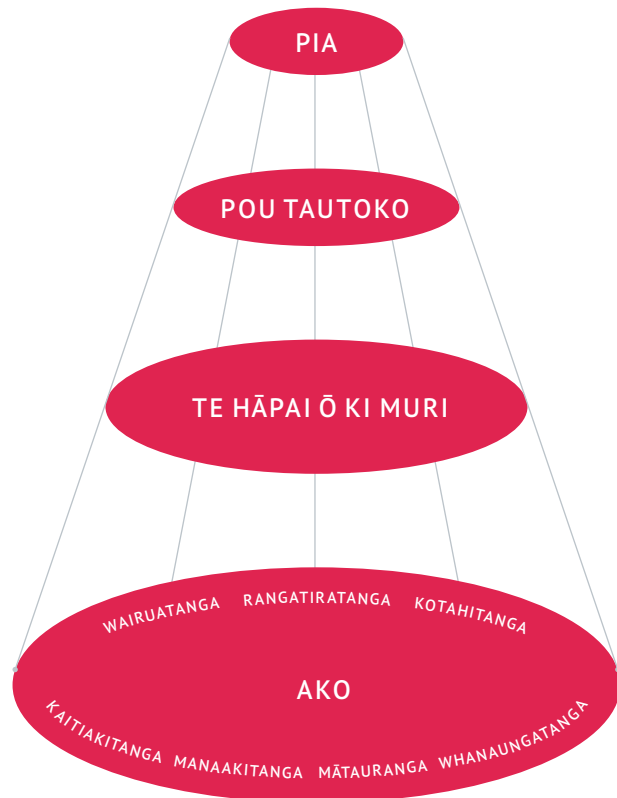 PIA
POU TAUTOKO
TE HĀPAI Ō KI MURI
WAIRUATANGA RANGATIRATANGA KOTAHITANGA
AKO
KAITIAKITANGA MANAAKITANGA MĀTAURANGA WHANAUNGATANGA